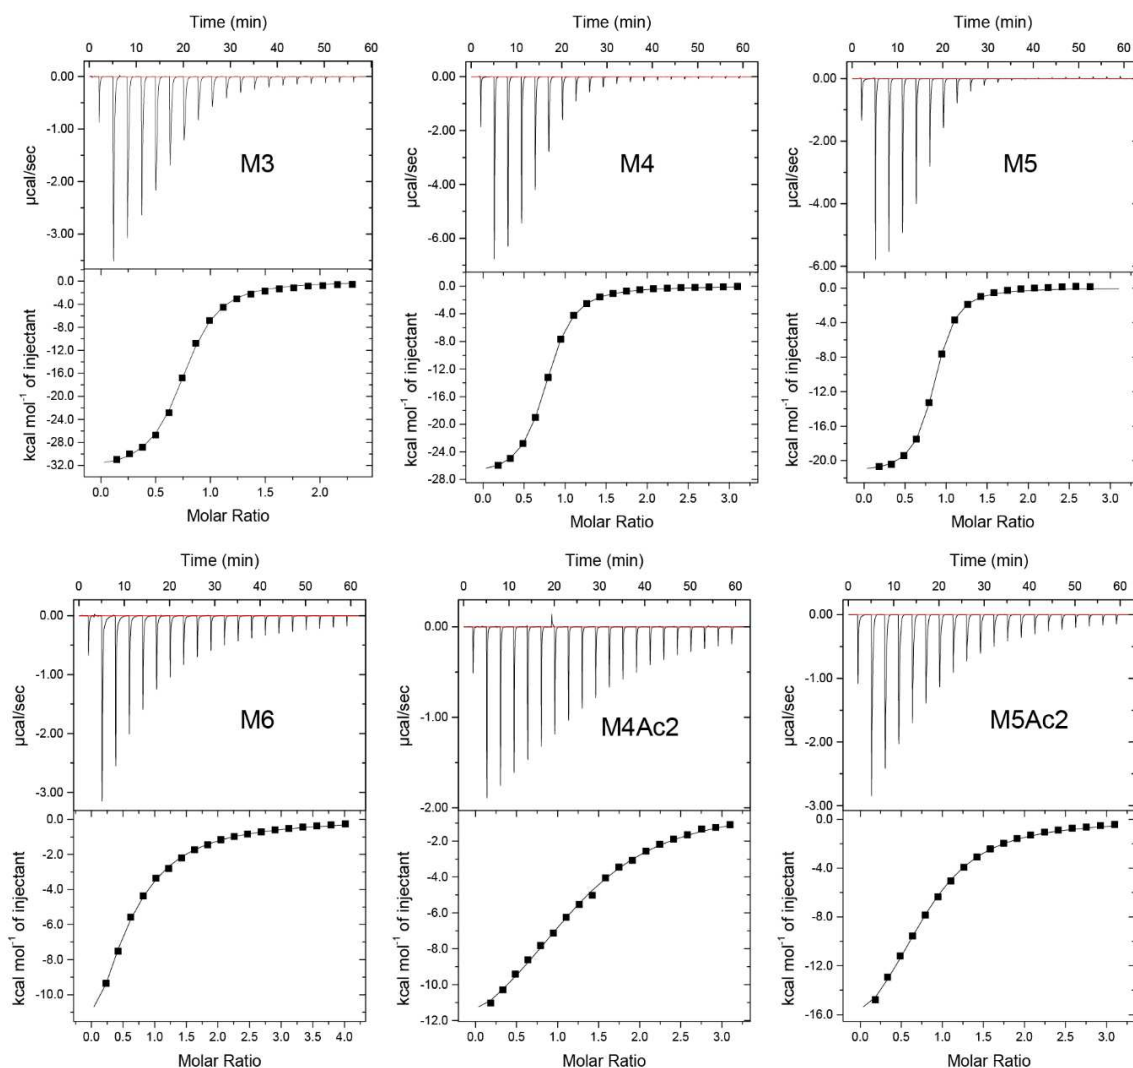 Time (min)
0 10 20 30 40 50 60
0.00
-1.00
-2.00
-3.00
µcal/sec
M3
0.0
-4.0
-8.0
-12.0
-16.0
-20.0
-24.0
-28.0
-32.0
kcal mol⁻¹ of injectant
0.0 0.5 1.0 1.5 2.0
Molar Ratio
Time (min)
0 10 20 30 40 50 60
0.00
-2.00
-4.00
-6.00
µcal/sec
M4
0.0
-4.0
-8.0
-12.0
-16.0
-20.0
-24.0
-28.0
kcal mol⁻¹ of injectant
0.0 0.5 1.0 1.5 2.0 2.5 3.0
Molar Ratio
Time (min)
0 10 20 30 40 50 60
0.00
-2.00
-4.00
-6.00
µcal/sec
M5
0.0
-4.0
-8.0
-12.0
-16.0
-20.0
kcal mol⁻¹ of injectant
0.0 0.5 1.0 1.5 2.0 2.5 3.0
Molar Ratio
Time (min)
0 10 20 30 40 50 60
0.00
-1.00
-2.00
-3.00
µcal/sec
M6
0.0
-2.0
-4.0
-6.0
-8.0
-10.0
kcal mol⁻¹ of injectant
0.0 0.5 1.0 1.5 2.0 2.5 3.0 3.5 4.0
Molar Ratio
Time (min)
0 10 20 30 40 50 60
0.00
-1.00
-2.00
µcal/sec
M4Ac2
-2.0
-4.0
-6.0
-8.0
-10.0
-12.0
kcal mol⁻¹ of injectant
0.0 0.5 1.0 1.5 2.0 2.5 3.0
Molar Ratio
Time (min)
0 10 20 30 40 50 60
0.00
-1.00
-2.00
-3.00
µcal/sec
M5Ac2
0.0
-4.0
-8.0
-12.0
-16.0
kcal mol⁻¹ of injectant
0.0 0.5 1.0 1.5 2.0 2.5 3.0
Molar Ratio